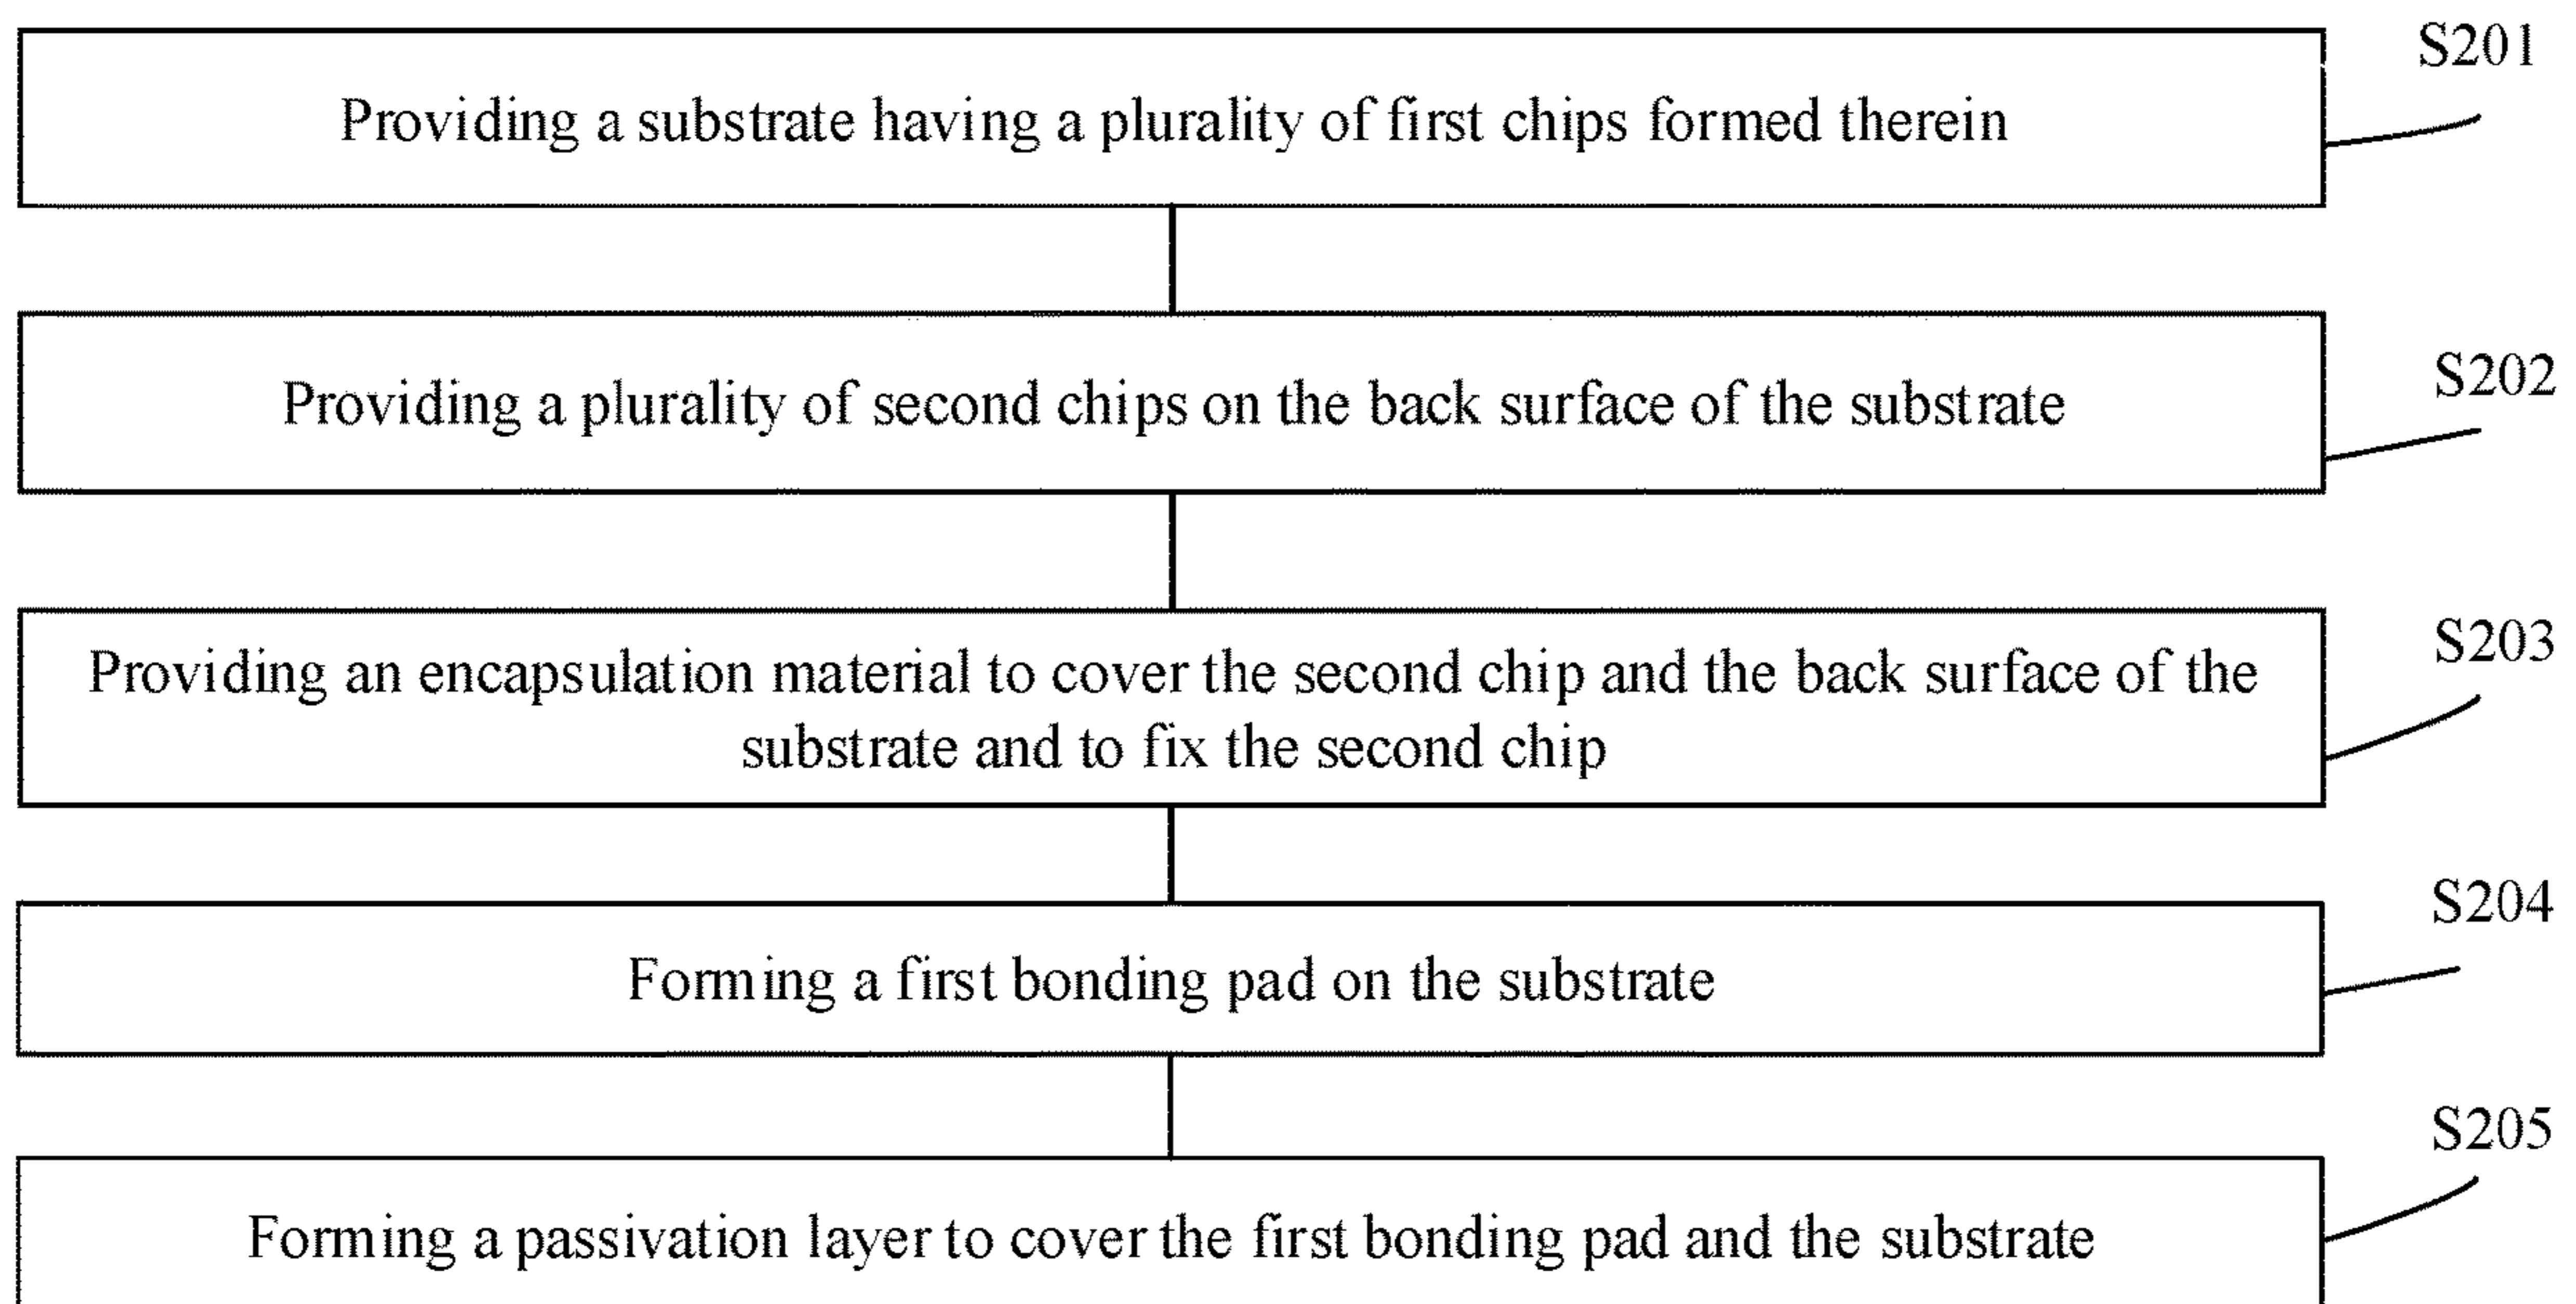 S201
Providing a substrate having a plurality of first chips formed therein
S202
Providing a plurality of second chips on the back surface of the substrate
S203
Providing an encapsulation material to cover the second chip and the back surface of the
substrate and to fix the second chip
S204
Forming a first bonding pad on the substrate
S205
Forming a passivation layer to cover the first bonding pad and the substrate